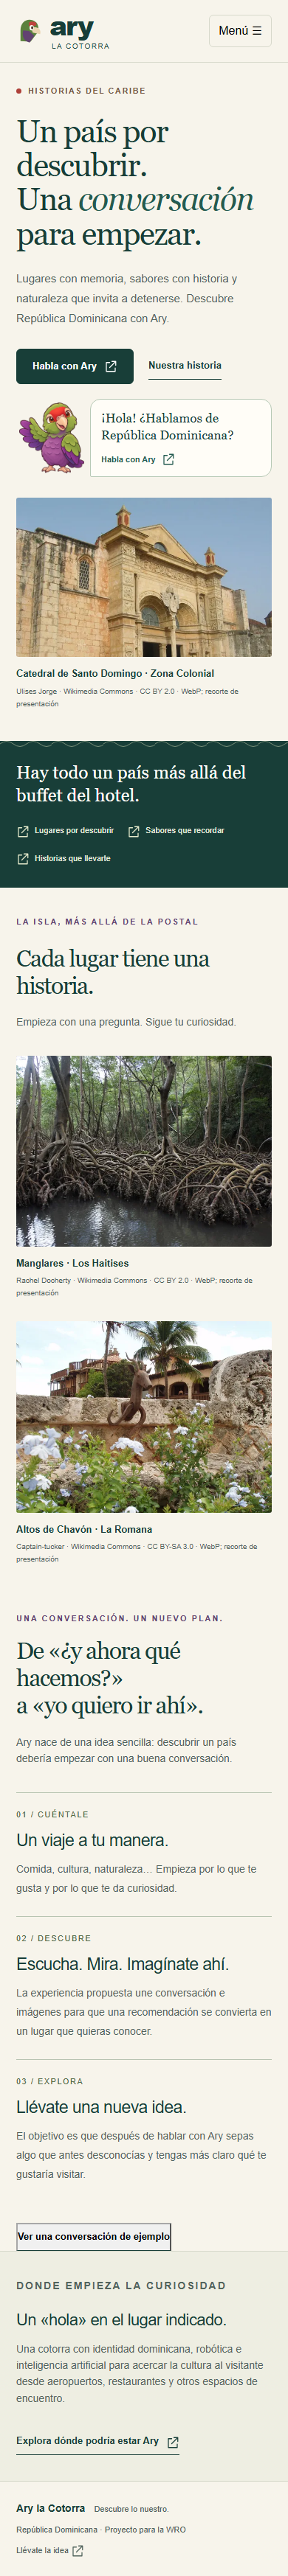 ary
LA COTORRA
Menú ☰
HISTORIAS DEL CARIBE
Un país por
descubrir.
Una conversación
para empezar.
Lugares con memoria, sabores con historia y
naturaleza que invita a detenerse. Descubre
República Dominicana con Ary.
Habla con Ary
Nuestra historia
¡Hola! ¿Hablamos de
República Dominicana?
Habla con Ary
Catedral de Santo Domingo · Zona Colonial
Ulises Jorge · Wikimedia Commons · CC BY 2.0 · WebP; recorte de
presentación
Hay todo un país más allá del
buffet del hotel.
Lugares por descubrir
Sabores que recordar
Historias que llevarte
LA ISLA, MÁS ALLÁ DE LA POSTAL
Cada lugar tiene una
historia.
Empieza con una pregunta. Sigue tu curiosidad.
Manglares · Los Haitises
Rachel Docherty · Wikimedia Commons · CC BY 2.0 · WebP; recorte de
presentación
Altos de Chavón · La Romana
Captain-tucker · Wikimedia Commons · CC BY-SA 3.0 · WebP; recorte de
presentación
UNA CONVERSACIÓN. UN NUEVO PLAN.
De «¿y ahora qué
hacemos?»
a «yo quiero ir ahí».
Ary nace de una idea sencilla: descubrir un país
debería empezar con una buena conversación.
01 / CUÉNTALE
Un viaje a tu manera.
Comida, cultura, naturaleza… Empieza por lo que te
gusta y por lo que te da curiosidad.
02 / DESCUBRE
Escucha. Mira. Imagínate ahí.
La experiencia propuesta une conversación e
imágenes para que una recomendación se convierta en
un lugar que quieras conocer.
03 / EXPLORA
Llévate una nueva idea.
El objetivo es que después de hablar con Ary sepas
algo que antes desconocías y tengas más claro qué te
gustaría visitar.
Ver una conversación de ejemplo
DONDE EMPIEZA LA CURIOSIDAD
Un «hola» en el lugar indicado.
Una cotorra con identidad dominicana, robótica e
inteligencia artificial para acercar la cultura al visitante
desde aeropuertos, restaurantes y otros espacios de
encuentro.
Explora dónde podría estar Ary
Ary la Cotorra Descubre lo nuestro.
República Dominicana · Proyecto para la WRO
Llévate la idea